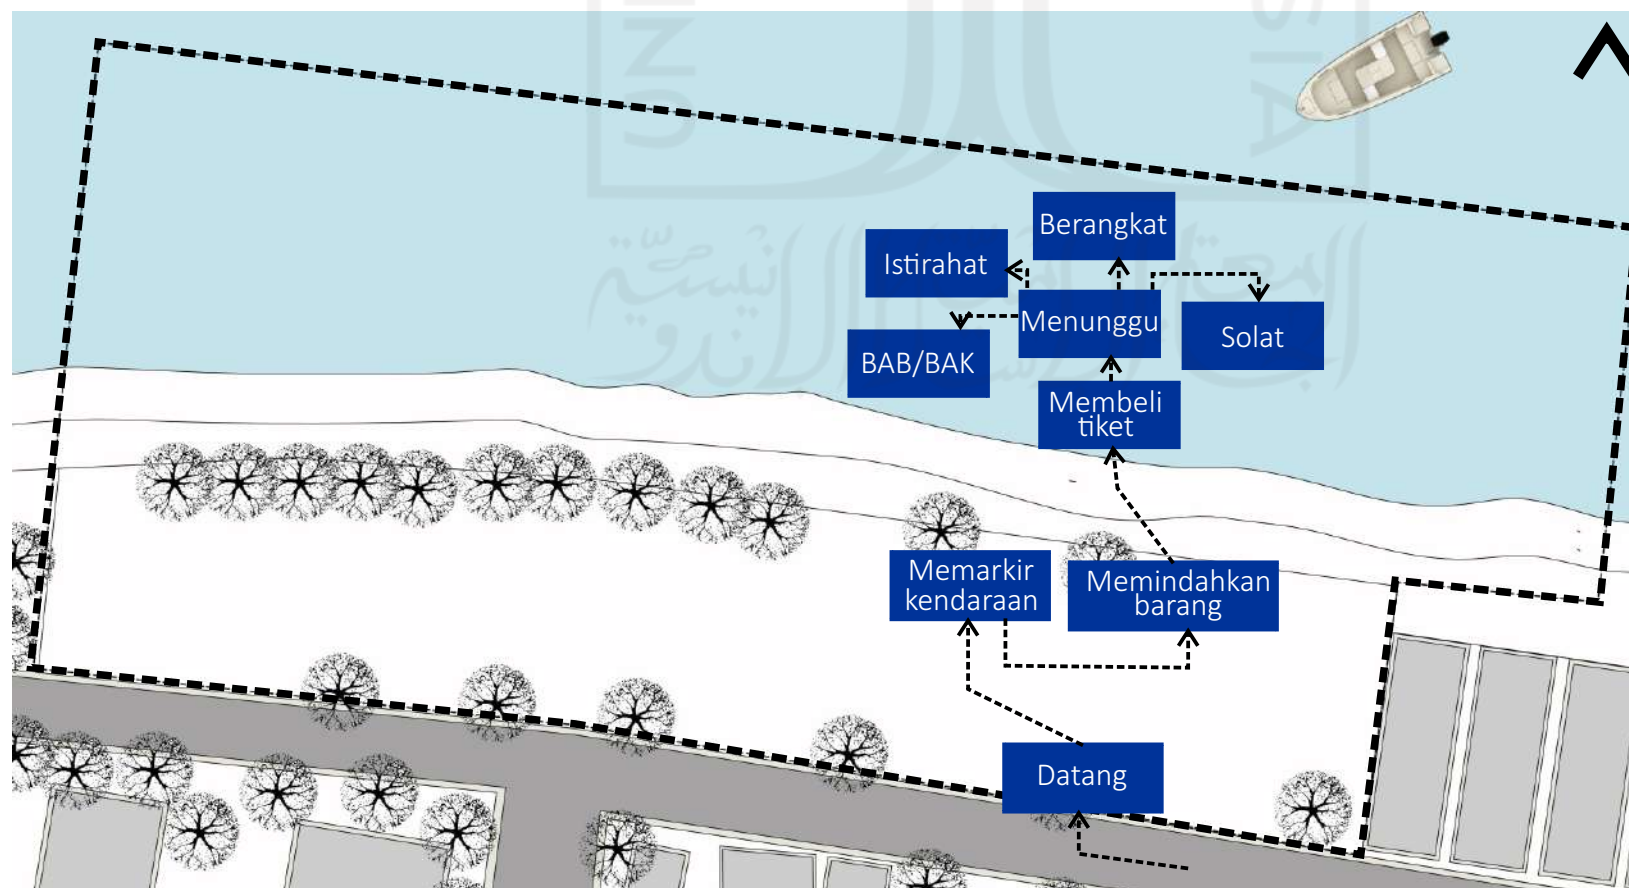 Berangkat
Istirahat
Menunggu
Solat
BAB/BAK
Membeli
tiket
Memarkir
kendaraan
Memindahkan
barang
Datang